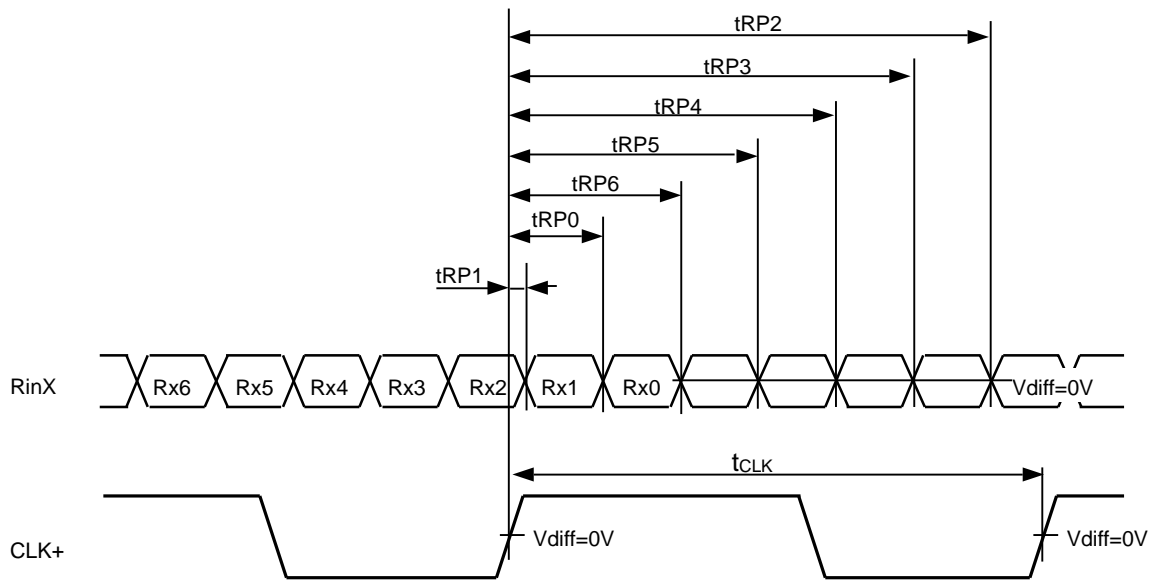 tRP2
tRP3
tRP4
tRP5
tRP6
tRP0
tRP1
RinX Rx6 Rx5 Rx4 Rx3 Rx2 Rx1 Rx0 Vdiff=0V
tCLK
CLK+ Vdiff=0V Vdiff=0V